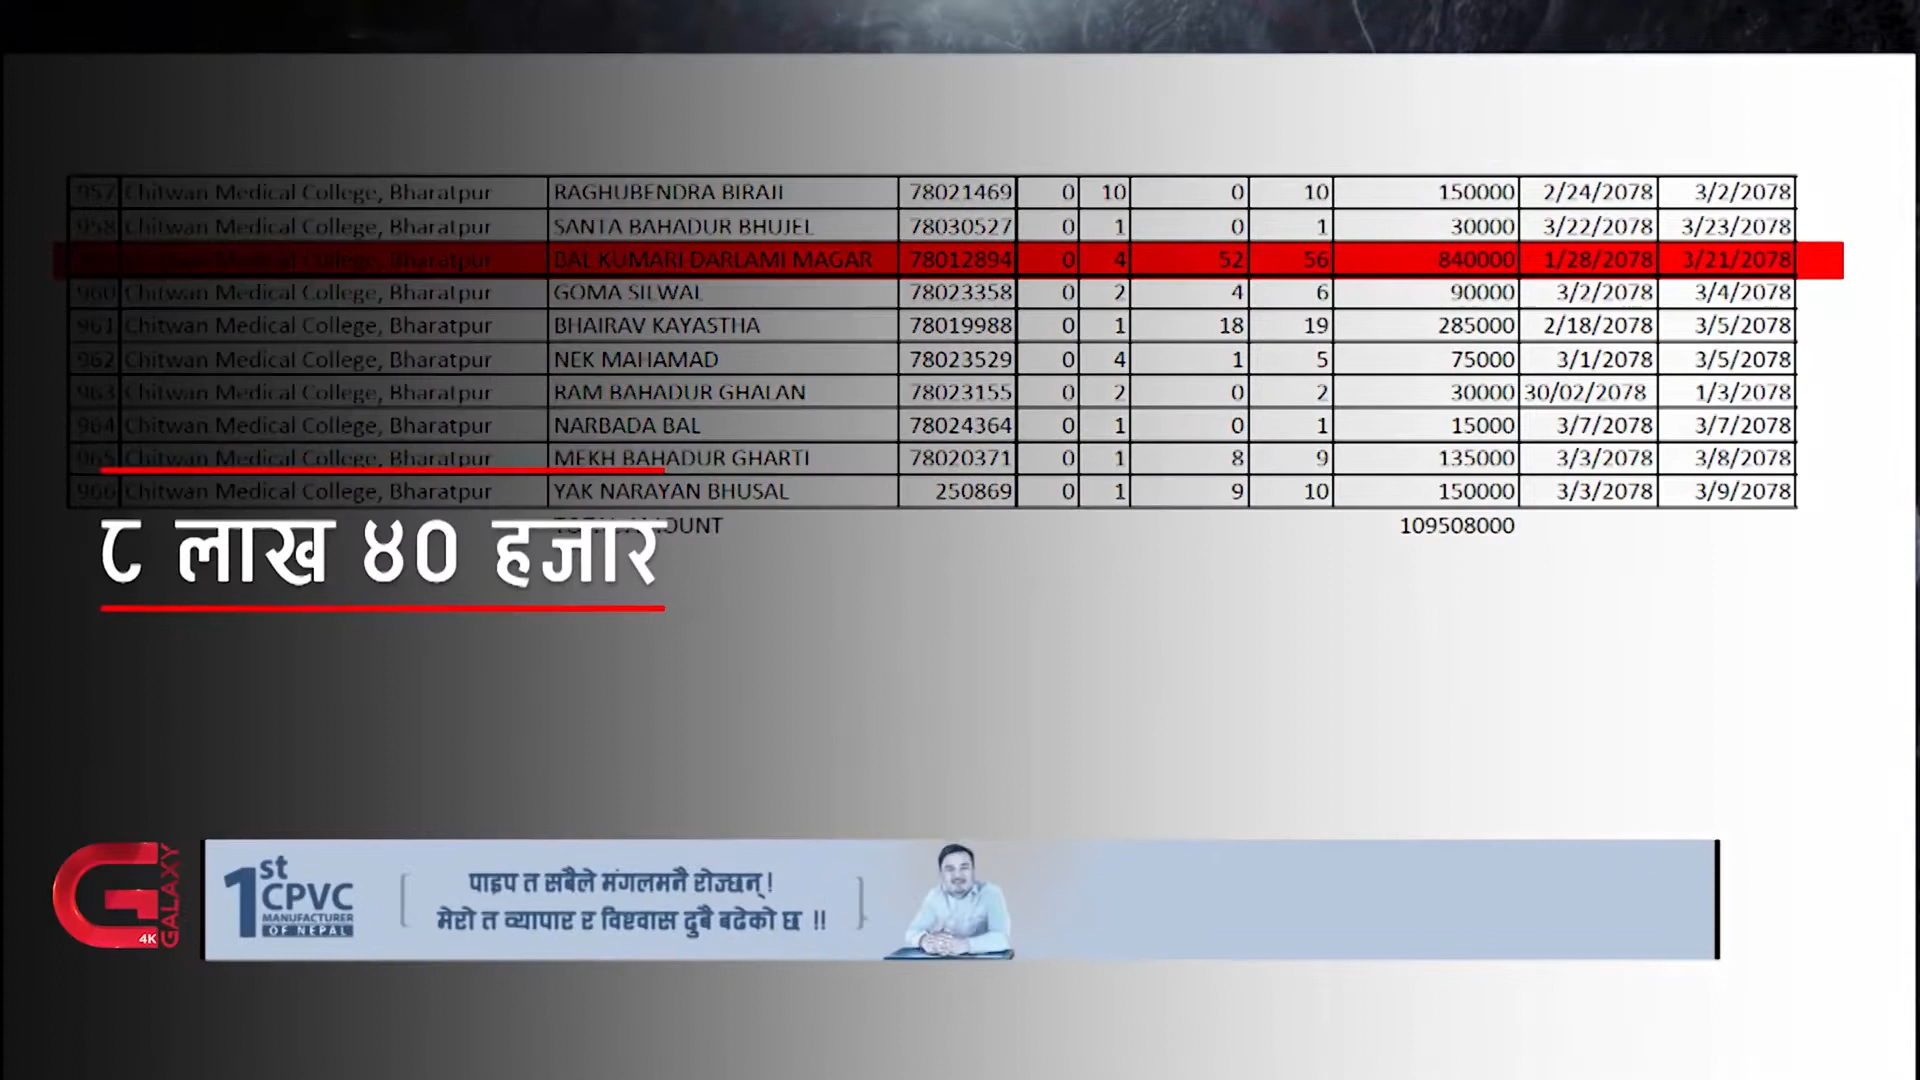 957 Chitwan Medical College, Bharatpur RAGHUBENDRA BIRAJI 78021469 0 10 0 10 150000 2/24/2078 3/2/2078
958 Chitwan Medical College, Bharatpur SANTA BAHADUR BHUJEL 78030527 0 1 0 1 30000 3/22/2078 3/23/2078
Medical College, Bharatpur BAL KUMARI DARLAMI MAGAR 78012894 0 4 52 56 840000 1/28/2078 3/21/2078
960 Chitwan Medical College, Bharatpur GOMA SILWAL 78023358 0 2 4 6 90000 3/2/2078 3/4/2078
961 Chitwan Medical College, Bharatpur BHAIRAV KAYASTHA 78019988 0 1 18 19 285000 2/18/2078 3/5/2078
962 Chitwan Medical College, Bharatpur NEK MAHAMAD 78023529 0 4 1 5 75000 3/1/2078 3/5/2078
963 Chitwan Medical College, Bharatpur RAM BAHADUR GHALAN 78023155 0 2 0 2 30000 30/02/2078 1/3/2078
964 Chitwan Medical College, Bharatpur NARBADA BAL 78024364 0 1 0 1 15000 3/7/2078 3/7/2078
965 Chitwan Medical College, Bharatpur MEKH BAHADUR GHARTI 78020371 0 1 8 9 135000 3/3/2078 3/8/2078
966 Chitwan Medical College, Bharatpur YAK NARAYAN BHUSAL 250869 0 1 9 10 150000 3/3/2078 3/9/2078
109508000
८ लाख ४० हजार
G GALAXY 4K
1st CPVC
MANUFACTURER
OF NEPAL
पाइप त सबैले मंगलमनै रोज्छन् !
मेरो त व्यापार र विश्वास दुबै बढेको छ !!